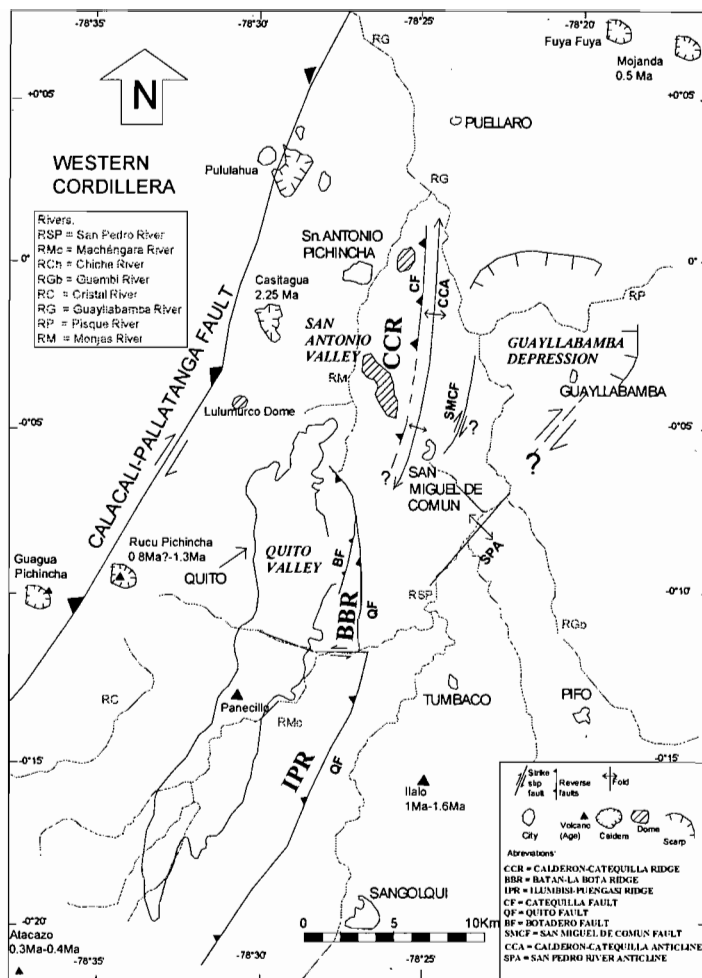 -78°30'
-78°25'
-78°20'
RG
Fuya Fuya
Mojanda
0.5 Ma
+0°05'
+0°05'
N
PUELLARO
WESTERN
CORDILLERA
Pululahua
RG
Rivers.
RSP = San Pedro River
RMc = Machángara River
RCh = Chiche River
RGb = Guambi River
RC = Cristal River
RG = Guayllabamba River
RP = Pisque River
RM = Monjas River
Sn. ANTONIO
PICHINCHA
0°
0°
CF
CCA
RP
Casitagua
2.25 Ma
SAN
ANTONIO
VALLEY
CCR
RM
GUAYLLABAMBA
DEPRESSION
GUAYLLABAMBA
Lulumurco Dome
SMCF
CALACALI-PALLATANGA FAULT
-0°05'
-0°05'
?
?
?
SAN
MIGUEL DE
COMUN
SPA
Rucu Pichincha
0.8Ma?-1.3Ma
Guagua
Pichincha
QUITO
QUITO
VALLEY
BF
QF
BBR
RSP
-0°10'
-0°10'
RGb
RC
Panecillo
RMc
TUMBACO
PIFO
-0°15'
-0°15'
IPR
QF
Ilalo
1Ma-1.6Ma
SANGOLQUI
-0°20'
Atacazo
0.3Ma-0.4Ma
-78°30'
-78°25'
0 5 10Km
Strike
slip
fault
Reverse
faults
Fold
City
Volcano
(Age)
Caldera
Dome
Scarp
Abreviations
CCR = CALDERON-CATEQUILLA RIDGE
BBR = BATAN-LA BOTA RIDGE
IPR = ILUMBISI-PUENGASI RIDGE
CF = CATEQUILLA FAULT
QF = QUITO FAULT
BF = BOTADERO FAULT
SMCF = SAN MIGUEL DE COMUN FAULT
CCA = CALDERON-CATEQUILLA ANTICLINE
SPA = SAN PEDRO RIVER ANTICLINE